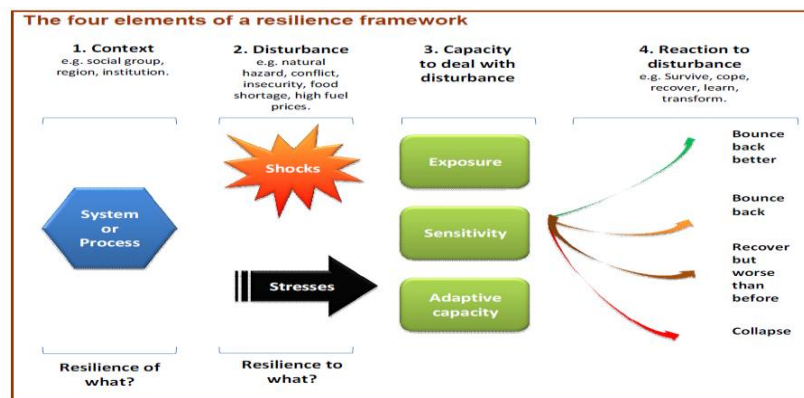 The four elements of a resilience framework
1. Context
e.g. social group,
region, institution.
2. Disturbance
e.g. natural
hazard, conflict,
insecurity, food
shortage, high fuel
prices.
3. Capacity
to deal with
disturbance
4. Reaction to
disturbance
e.g. Survive, cope,
recover, learn,
transform.
System
or
Process
Shocks
Stresses
Exposure
Sensitivity
Adaptive
capacity
Bounce
back
better
Bounce
back
Recover
but
worse
than
before
Collapse
Resilience of
what?
Resilience to
what?